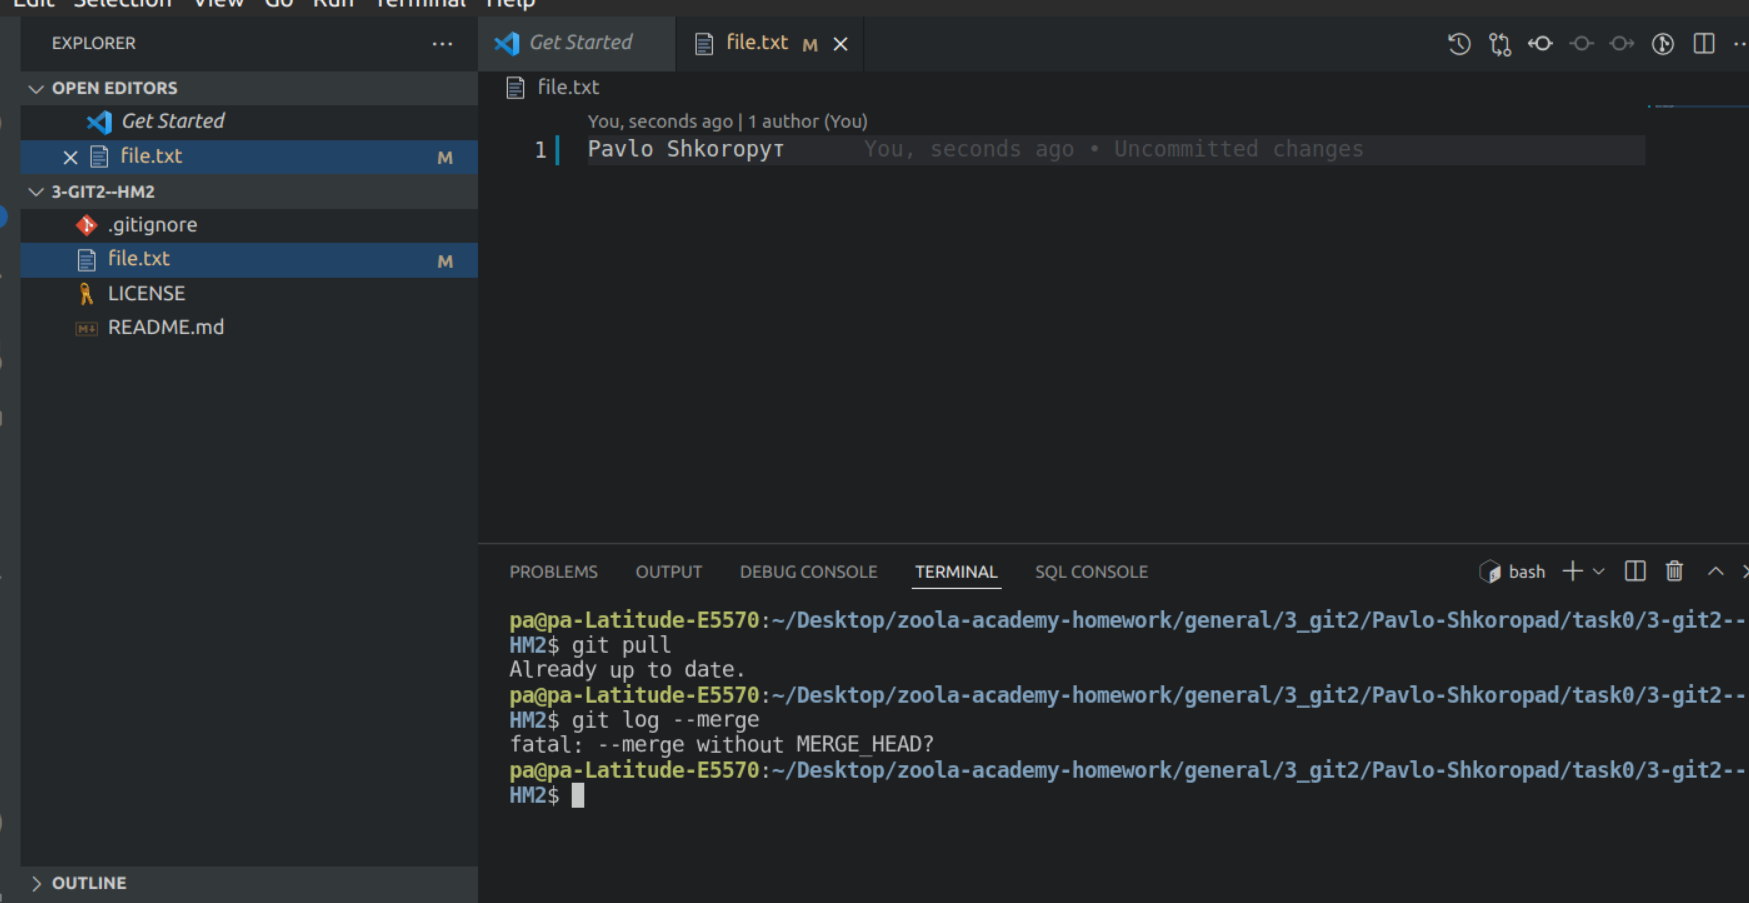 Edit Selection View Go Run Terminal Help
EXPLORER
OPEN EDITORS
Get Started
file.txt M
3-GIT2--HM2
.gitignore
file.txt M
LICENSE
README.md
OUTLINE
Get Started
file.txt M
file.txt
You, seconds ago | 1 author (You)
1 Pavlo Shkoropyт You, seconds ago • Uncommitted changes
PROBLEMS OUTPUT DEBUG CONSOLE TERMINAL SQL CONSOLE
bash
pa@pa-Latitude-E5570:~/Desktop/zoola-academy-homework/general/3_git2/Pavlo-Shkoropad/task0/3-git2--
HM2$ git pull
Already up to date.
pa@pa-Latitude-E5570:~/Desktop/zoola-academy-homework/general/3_git2/Pavlo-Shkoropad/task0/3-git2--
HM2$ git log --merge
fatal: --merge without MERGE_HEAD?
pa@pa-Latitude-E5570:~/Desktop/zoola-academy-homework/general/3_git2/Pavlo-Shkoropad/task0/3-git2--
HM2$